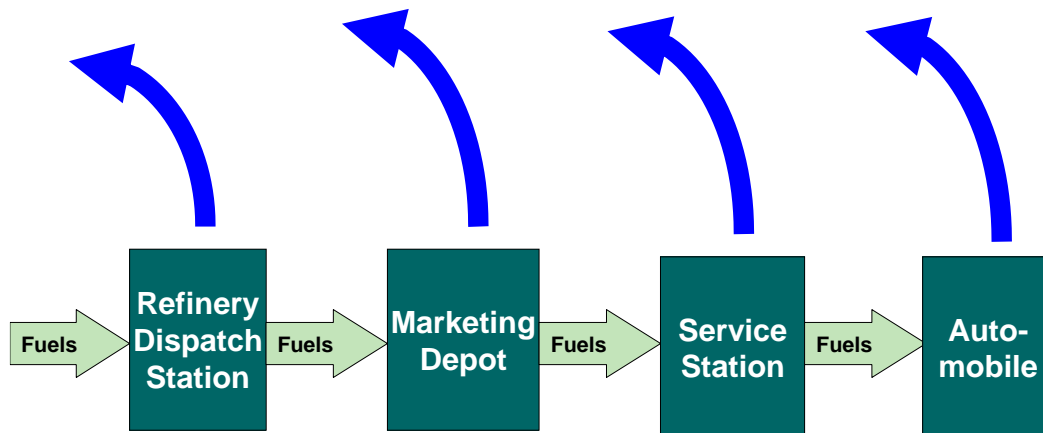 Fuels
Refinery
Dispatch
Station
Fuels
Marketing
Depot
Fuels
Service
Station
Fuels
Auto-
mobile